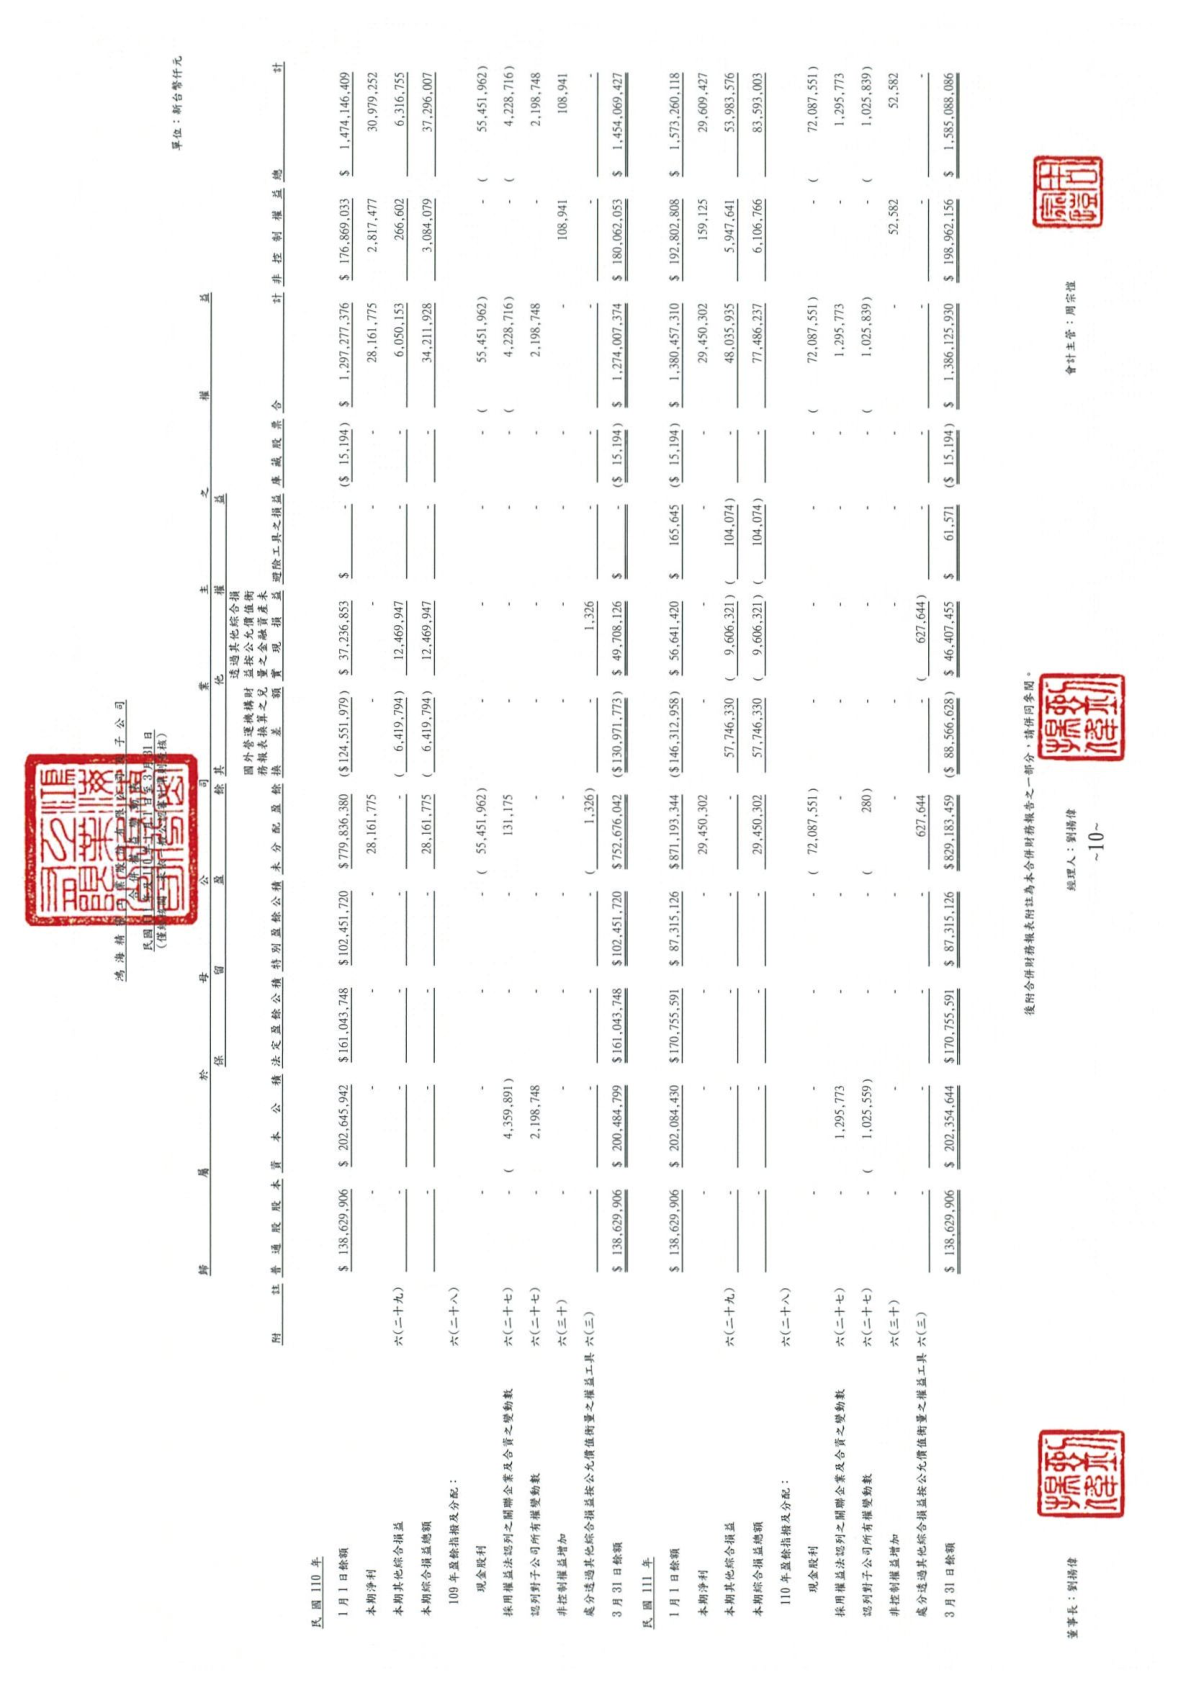 鴻海精密工業股份有限公司及子公司
合併權益變動表
民國111年及110年1月1日至3月31日
(僅經核閱，未依審計準則查核)
單位：新台幣仟元
歸 屬 於 母 公 司 業 主 之 權 益
保 留 盈 餘 其 他 權 益
附 註 普通股股本 資本公積 法定盈餘公積 特別盈餘公積 未分配盈餘 國外營運機構財務報表換算之兌換差額 透過其他綜合損益按公允價值衡量之金融資產未實現損益 避險工具之損益 庫藏股票 合計 非控制權益 總計
民國 110 年
1月1日餘額 $ 138,629,906 $ 202,645,942 $161,043,748 $102,451,720 $779,836,380 ($124,551,979) $ 37,236,853 $ - ($ 15,194) $ 1,297,277,376 $ 176,869,033 $ 1,474,146,409
本期淨利 - - - - 28,161,775 - - - - 28,161,775 2,817,477 30,979,252
本期其他綜合損益 六(二十九) - - - - - ( 6,419,794) 12,469,947 - - 6,050,153 266,602 6,316,755
本期綜合損益總額 - - - - 28,161,775 ( 6,419,794) 12,469,947 - - 34,211,928 3,084,079 37,296,007
109年盈餘指撥及分配： 六(二十八)
現金股利 - - - - ( 55,451,962) - - - - ( 55,451,962) - ( 55,451,962)
採用權益法認列之關聯企業及合資之變動數 六(二十七) - ( 4,359,891) - - 131,175 - - - - ( 4,228,716) - ( 4,228,716)
認列對子公司所有權變動數 六(二十七) - 2,198,748 - - - - - - - 2,198,748 - 2,198,748
非控制權益增加 六(三十) - - - - - - - - - - 108,941 108,941
處分透過其他綜合損益按公允價值衡量之權益工具 六(三) - - - - ( 1,326) - 1,326 - - - - -
3月31日餘額 $ 138,629,906 $ 200,484,799 $161,043,748 $102,451,720 $752,676,042 ($130,971,773) $ 49,708,126 $ - ($ 15,194) $ 1,274,007,374 $ 180,062,053 $ 1,454,069,427
民國 111 年
1月1日餘額 $ 138,629,906 $ 202,084,430 $170,755,591 $ 87,315,126 $871,193,344 ($146,312,958) $ 56,641,420 $ 165,645 ($ 15,194) $ 1,380,457,310 $ 192,802,808 $ 1,573,260,118
本期淨利 - - - - 29,450,302 - - - - 29,450,302 159,125 29,609,427
本期其他綜合損益 六(二十九) - - - - - 57,746,330 ( 9,606,321) ( 104,074) - 48,035,935 5,947,641 53,983,576
本期綜合損益總額 - - - - 29,450,302 57,746,330 ( 9,606,321) ( 104,074) - 77,486,237 6,106,766 83,593,003
110年盈餘指撥及分配： 六(二十八)
現金股利 - - - - ( 72,087,551) - - - - ( 72,087,551) - ( 72,087,551)
採用權益法認列之關聯企業及合資之變動數 六(二十七) - 1,295,773 - - - - - - - 1,295,773 - 1,295,773
認列對子公司所有權變動數 六(二十七) - ( 1,025,559) - - ( 280) - - - - ( 1,025,839) - ( 1,025,839)
非控制權益增加 六(三十) - - - - - - - - - - 52,582 52,582
處分透過其他綜合損益按公允價值衡量之權益工具 六(三) - - - - 627,644 - ( 627,644) - - - - -
3月31日餘額 $ 138,629,906 $ 202,354,644 $170,755,591 $ 87,315,126 $829,183,459 ($ 88,566,628) $ 46,407,455 $ 61,571 ($ 15,194) $ 1,386,125,930 $ 198,962,156 $ 1,585,088,086
後附合併財務報表附註為本合併財務報告之一部分，請併同參閱。
董事長：劉揚偉 經理人：劉揚偉 會計主管：周宗愷
~10~